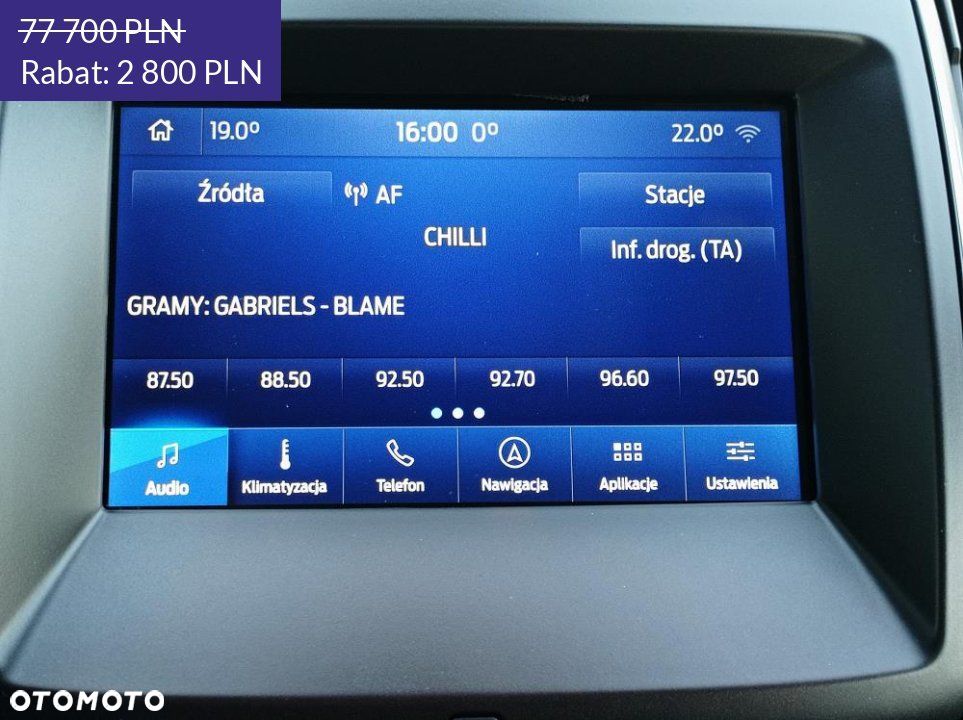 77 700 PLN
Rabat: 2 800 PLN
19.0º 16:00 0º 22.0º
Źródła AF Stacje
CHILLI
Inf. drog. (TA)
GRAMY: GABRIELS - BLAME
87.50 88.50 92.50 92.70 96.60 97.50
Audio Klimatyzacja Telefon Nawigacja Aplikacje Ustawienia
OTOMOTO